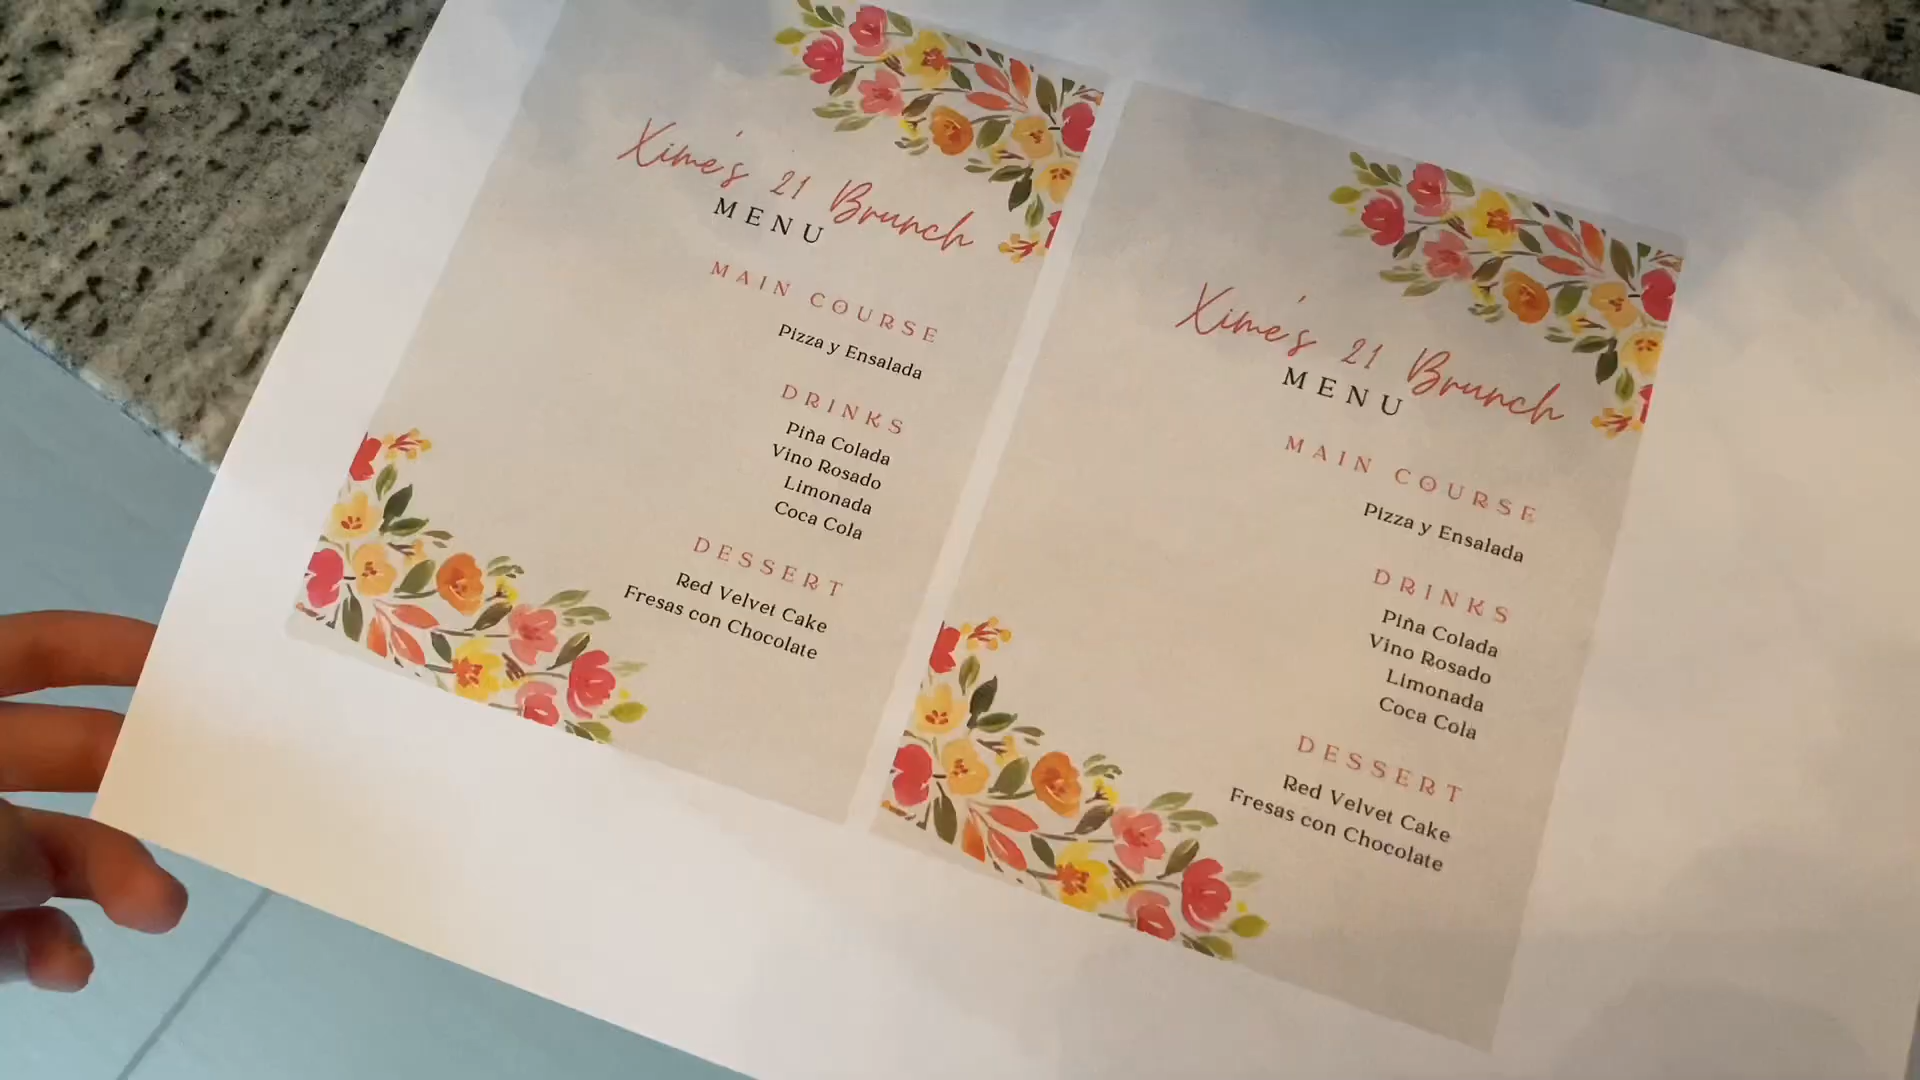 Xime's 21 Brunch
MENU
MAIN COURSE
Pizza y Ensalada
DRINKS
Piña Colada
Vino Rosado
Limonada
Coca Cola
DESSERT
Red Velvet Cake
Fresas con Chocolate
Xime's 21 Brunch
MENU
MAIN COURSE
Pizza y Ensalada
DRINKS
Piña Colada
Vino Rosado
Limonada
Coca Cola
DESSERT
Red Velvet Cake
Fresas con Chocolate